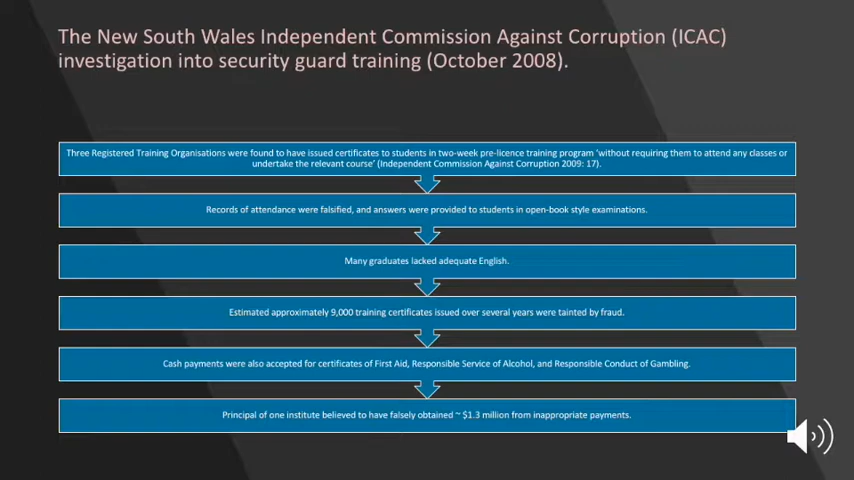 The New South Wales Independent Commission Against Corruption (ICAC)
investigation into security guard training (October 2008).
Three Registered Training Organisations were found to have issued certificates to students in two-week pre-licence training program ‘without requiring them to attend any classes or
undertake the relevant course’ (Independent Commission Against Corruption 2009: 17).
Records of attendance were falsified, and answers were provided to students in open-book style examinations.
Many graduates lacked adequate English.
Estimated approximately 9,000 training certificates issued over several years were tainted by fraud.
Cash payments were also accepted for certificates of First Aid, Responsible Service of Alcohol, and Responsible Conduct of Gambling.
Principal of one institute believed to have falsely obtained ~ $1.3 million from inappropriate payments.